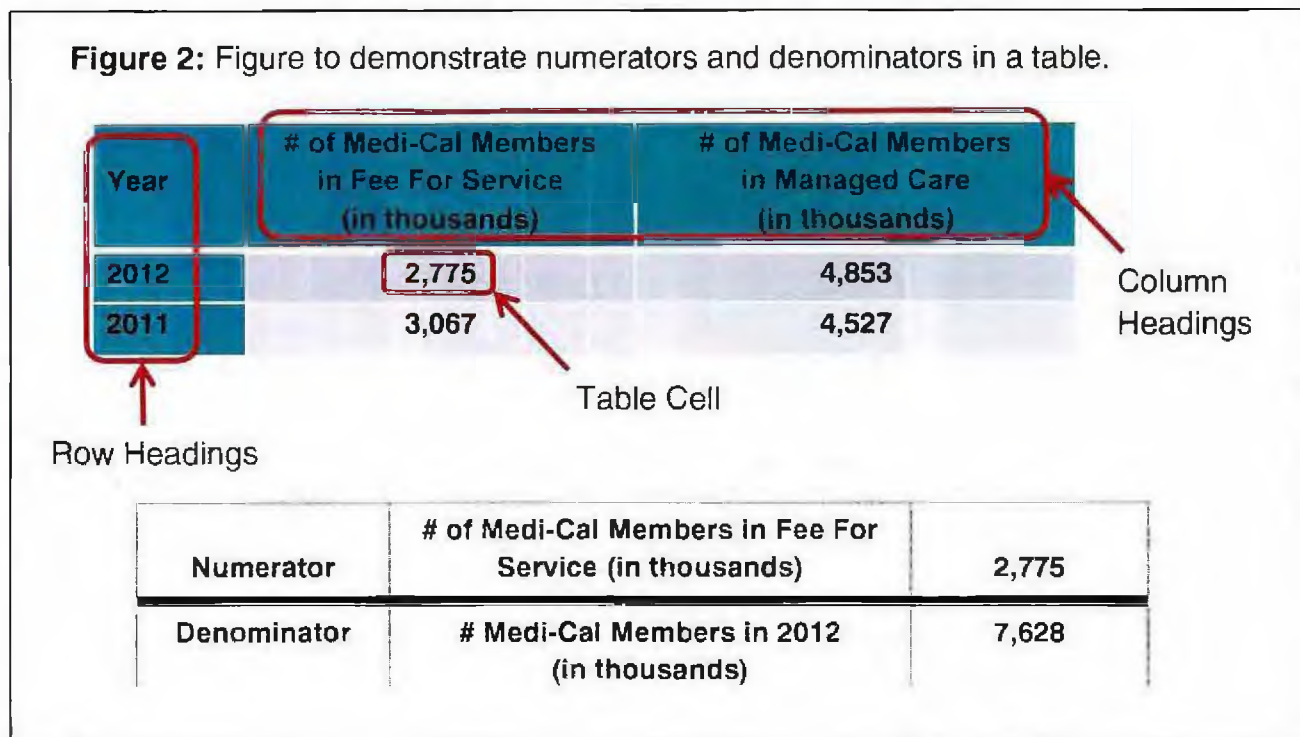 Figure 2: Figure to demonstrate numerators and denominators in a table.
Year
# of Medi-Cal Members
in Fee For Service
(in thousands)
# of Medi-Cal Members
in Managed Care
(in thousands)
2012 2,775 4,853
2011 3,067 4,527
Column
Headings
Table Cell
Row Headings
Numerator
# of Medi-Cal Members in Fee For
Service (in thousands)
2,775
Denominator
# Medi-Cal Members in 2012
(in thousands)
7,628